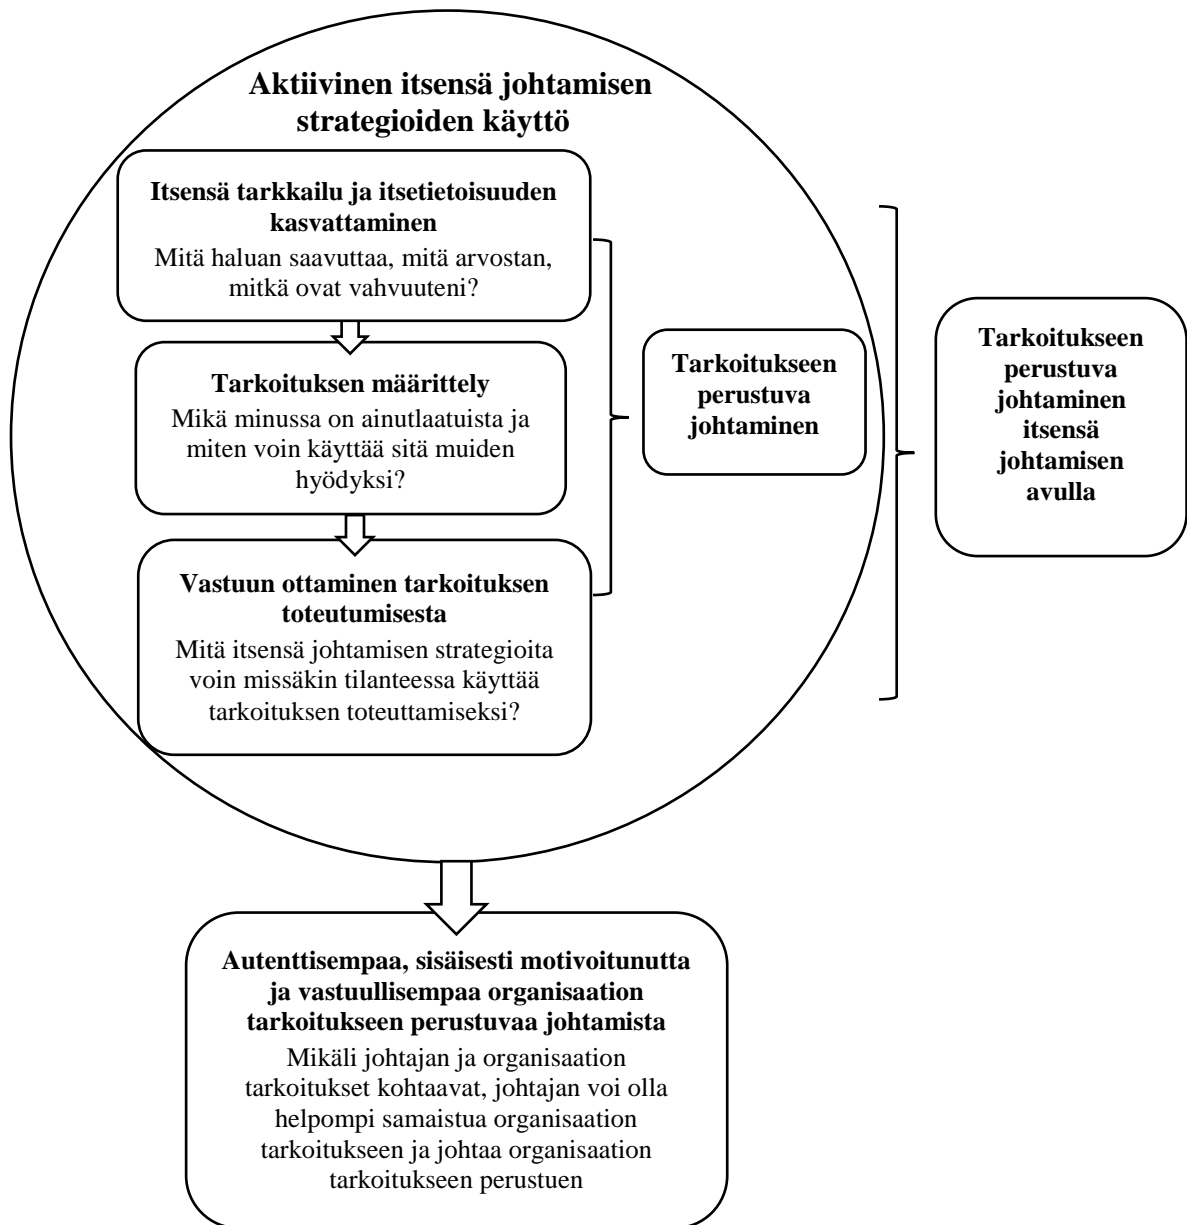 Aktiivinen itsensä johtamisen
strategioiden käyttö
Itsensä tarkkailu ja itsetietoisuuden
kasvattaminen
Mitä haluan saavuttaa, mitä arvostan,
mitkä ovat vahvuuteni?
Tarkoituksen määrittely
Mikä minussa on ainutlaatuista ja
miten voin käyttää sitä muiden
hyödyksi?
Vastuun ottaminen tarkoituksen
toteutumisesta
Mitä itsensä johtamisen strategioita
voin missäkin tilanteessa käyttää
tarkoituksen toteuttamiseksi?
Tarkoitukseen
perustuva
johtaminen
Tarkoitukseen
perustuva
johtaminen
itsensä
johtamisen
avulla
Autenttisempaa, sisäisesti motivoitunutta
ja vastuullisempaa organisaation
tarkoitukseen perustuvaa johtamista
Mikäli johtajan ja organisaation
tarkoitukset kohtaavat, johtajan voi olla
helpompi samaistua organisaation
tarkoitukseen ja johtaa organisaation
tarkoitukseen perustuen